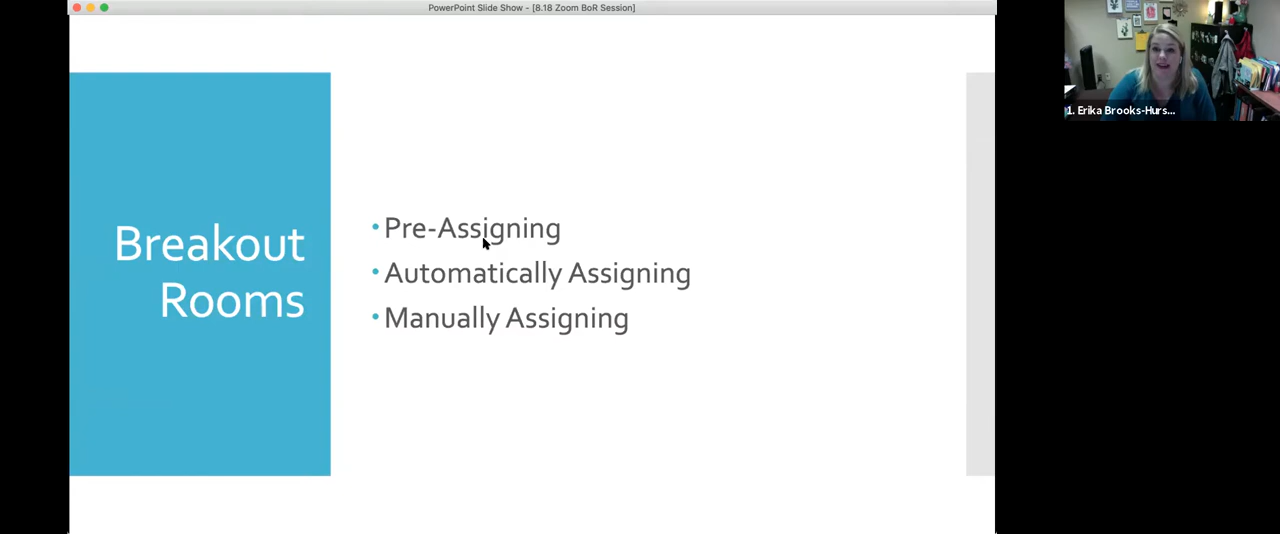 PowerPoint Slide Show - [8.18 Zoom BoR Session]
1. Erika Brooks-Hurs...
Breakout
Rooms
• Pre-Assigning
• Automatically Assigning
• Manually Assigning